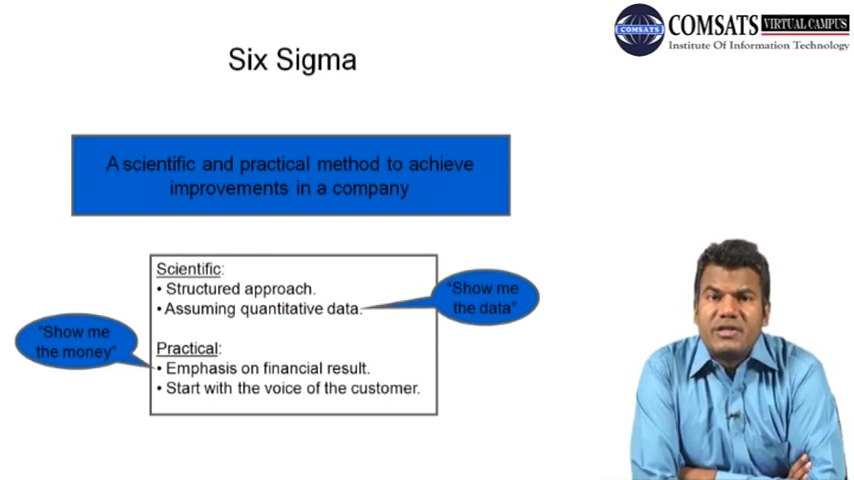 COMSATS VIRTUAL CAMPUS
COMSATS
Institute Of Information Technology
Six Sigma
A scientific and practical method to achieve
improvements in a company
Scientific:
• Structured approach.
• Assuming quantitative data.
"Show me
the data"
"Show me
the money"
Practical:
• Emphasis on financial result.
• Start with the voice of the customer.